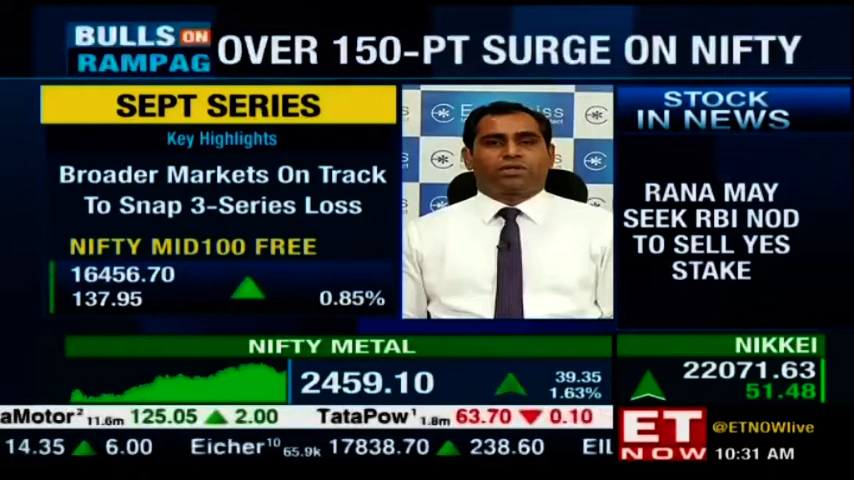 BULLS ON
RAMPAG
OVER 150-PT SURGE ON NIFTY
SEPT SERIES
Key Highlights
Broader Markets On Track
To Snap 3-Series Loss
NIFTY MID100 FREE
16456.70
137.95 0.85%
STOCK
IN NEWS
RANA MAY
SEEK RBI NOD
TO SELL YES
STAKE
NIFTY METAL
2459.10
39.35
1.63%
NIKKEI
22071.63
51.48
aMotor² 11.6m 125.05 2.00 TataPow¹ 1.8m 63.70 0.10
14.35 6.00 Eicher¹⁰ 65.9k 17838.70 238.60 EIL
ET
NOW
@ETNOWlive
10:31 AM